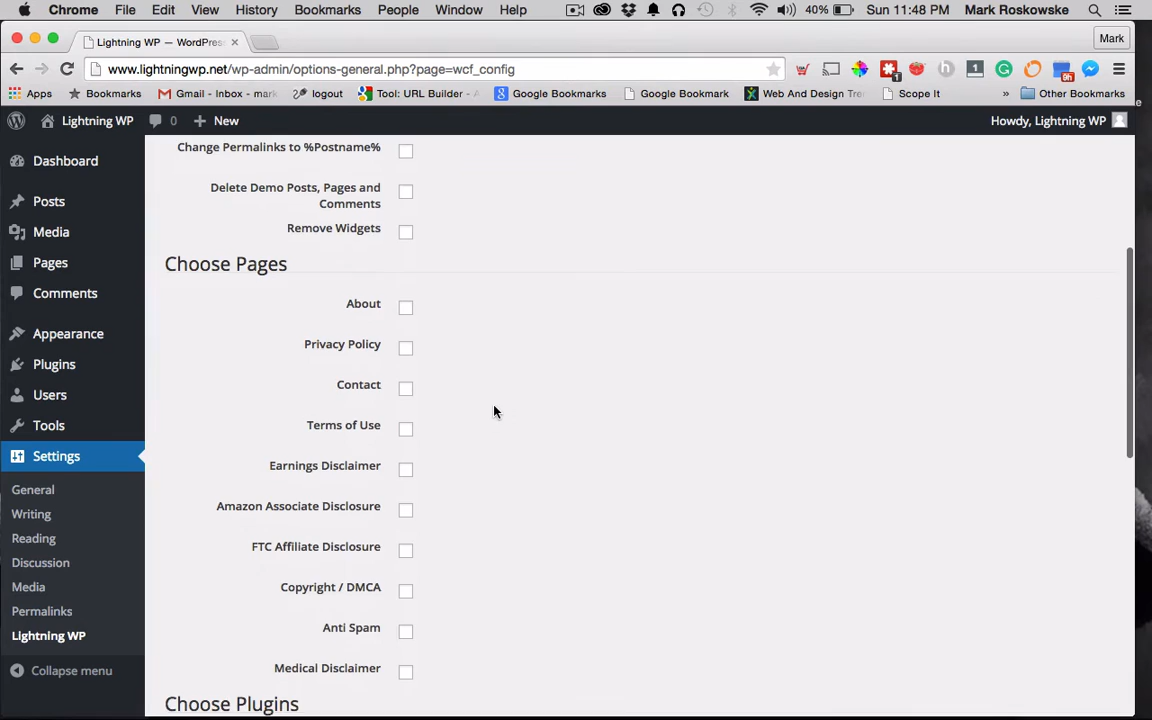 Chrome File Edit View History Bookmarks People Window Help 40% Sun 11:48 PM Mark Roskowske
Lightning WP — WordPres Mark
www.lightningwp.net/wp-admin/options-general.php?page=wcf_config
Apps Bookmarks Gmail - Inbox - mark logout Tool: URL Builder - A Google Bookmarks Google Bookmark Web And Design Tren Scope It » Other Bookmarks
Lightning WP 0 New Howdy, Lightning WP
Dashboard
Posts
Media
Pages
Comments
Appearance
Plugins
Users
Tools
Settings
General
Writing
Reading
Discussion
Media
Permalinks
Lightning WP
Collapse menu
Change Permalinks to %Postname%
Delete Demo Posts, Pages and
Comments
Remove Widgets
Choose Pages
About
Privacy Policy
Contact
Terms of Use
Earnings Disclaimer
Amazon Associate Disclosure
FTC Affiliate Disclosure
Copyright / DMCA
Anti Spam
Medical Disclaimer
Choose Plugins